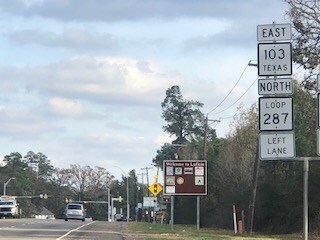 EAST
103
TEXAS
NORTH
LOOP
287
LEFT
LANE
Welcome to Lufkin